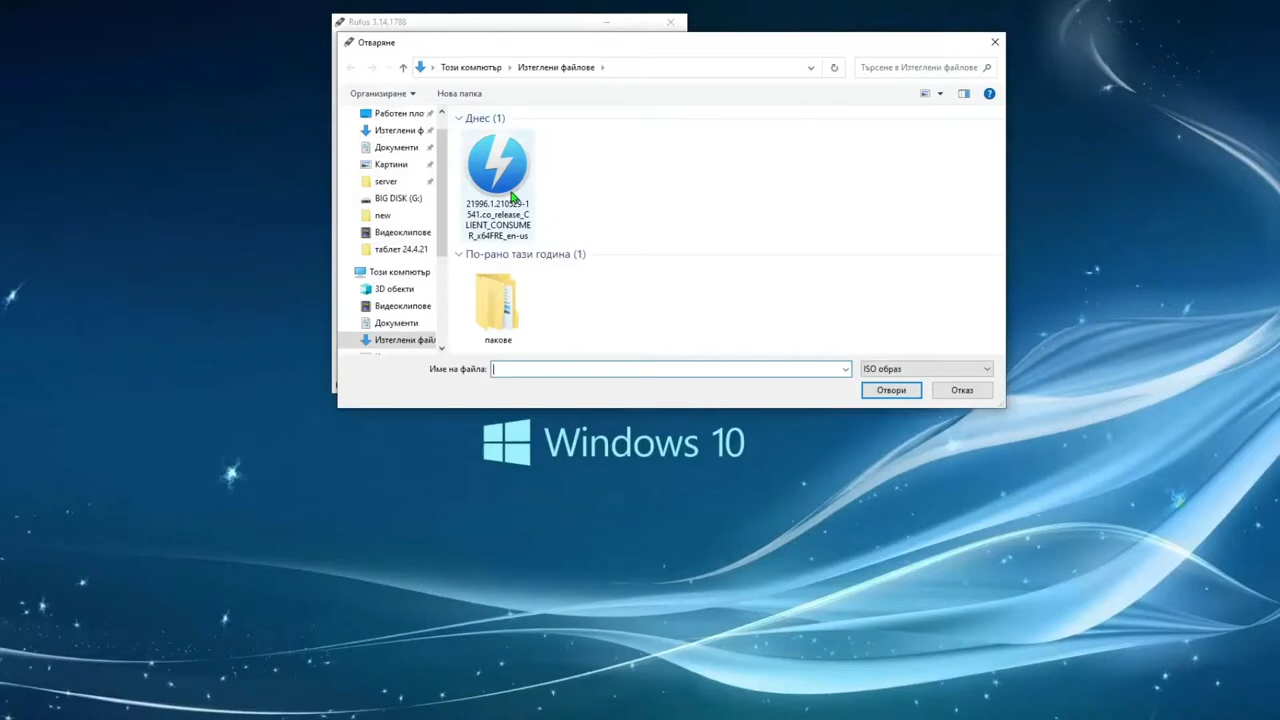 Rufus 3.14.1788
Отваряне
Този компютър
Изтеглени файлове
Търсене в Изтеглени файлове
Организиране
Нова папка
Работен пло
Изтеглени ф
Документи
Картини
server
BIG DISK (G:)
new
Видеоклипове
таблет 24.4.21
Този компютър
3D обекти
Видеоклипове
Документи
Изтеглени файл
Днес (1)
21996.1.210529-1
541.co_release_C
LIENT_CONSUME
R_x64FRE_en-us
По-рано тази година (1)
пакове
Име на файла:
ISO образ
Отвори
Отказ
Windows 10